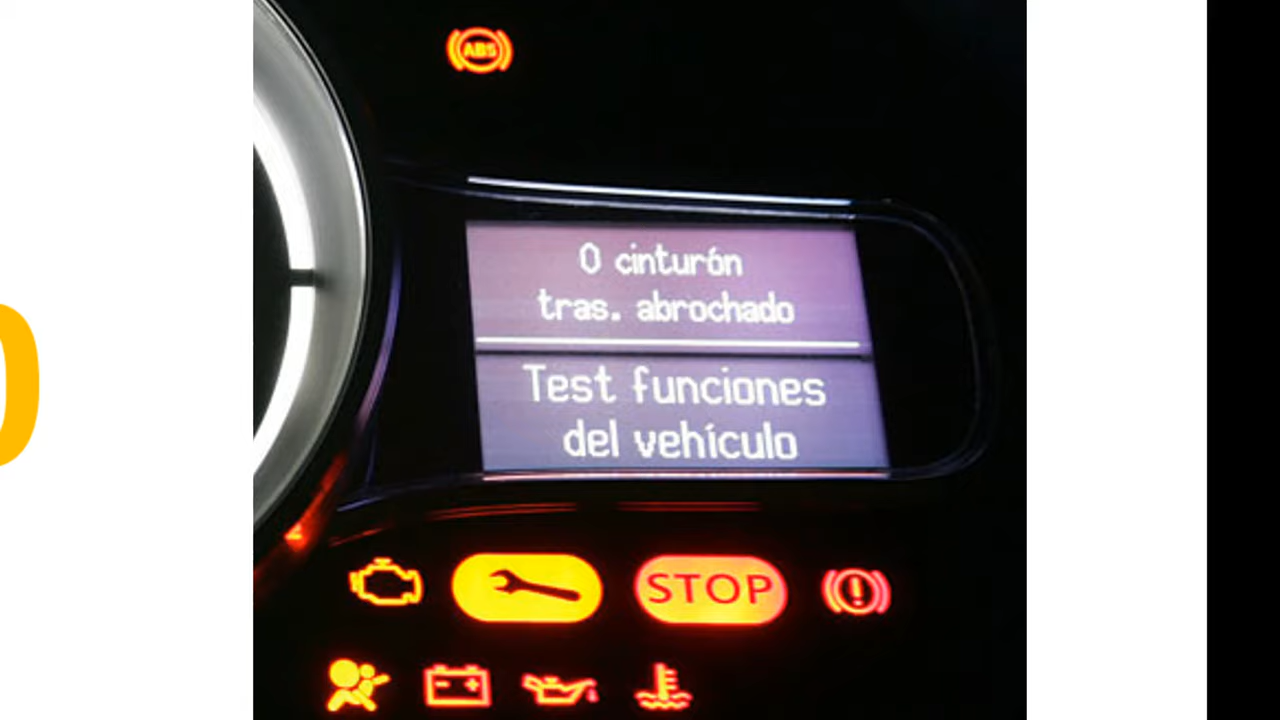 ABS
0 cinturón
tras. abrochado
Test funciones
del vehículo
STOP